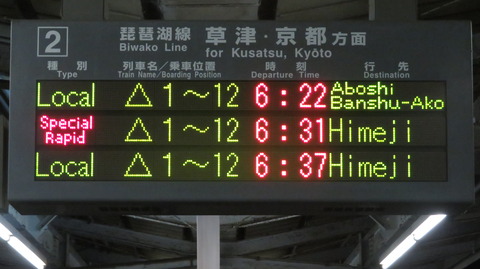 2 琵琶湖線 草津・京都方面
Biwako Line for Kusatsu, Kyōto
種別 列車名/乗車位置 時刻 行先
Type Train Name/Boarding Position Departure Time Destination
Local △ 1～12 6:22 Aboshi Banshu-Ako
Special Rapid △ 1～12 6:31 Himeji
Local △ 1～12 6:37 Himeji